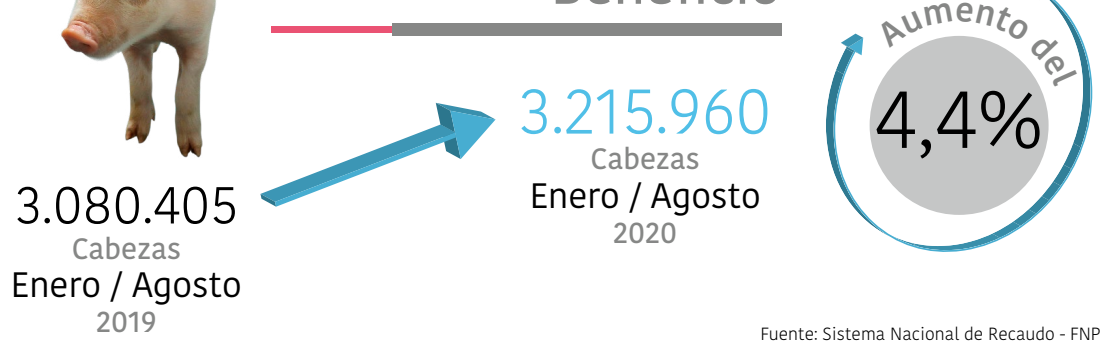 Beneficio
Aumento del
4,4%
3.215.960
Cabezas
Enero / Agosto
2020
3.080.405
Cabezas
Enero / Agosto
2019
Fuente: Sistema Nacional de Recaudo - FNP